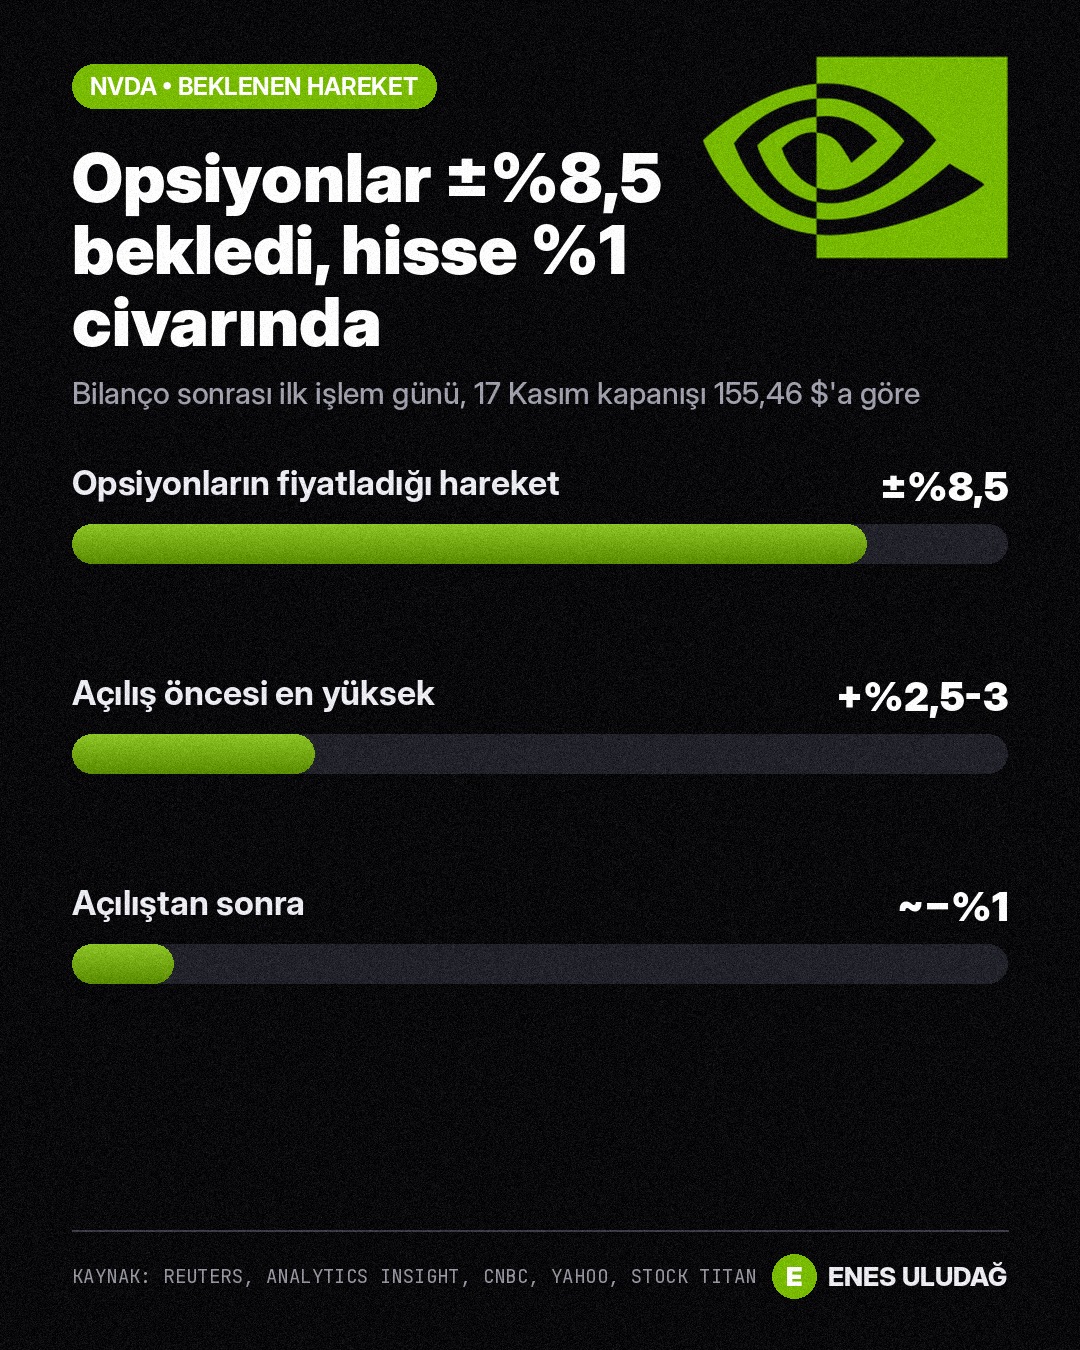 NVDA • BEKLENEN HAREKET
Opsiyonlar ±%8,5
bekledi, hisse %1
civarında
Bilanço sonrası ilk işlem günü, 17 Kasım kapanışı 155,46 $'a göre
Opsiyonların fiyatladığı hareket ±%8,5
Açılış öncesi en yüksek +%2,5-3
Açılıştan sonra ~−%1
KAYNAK: REUTERS, ANALYTICS INSIGHT, CNBC, YAHOO, STOCK TITAN E ENES ULUDAĞ